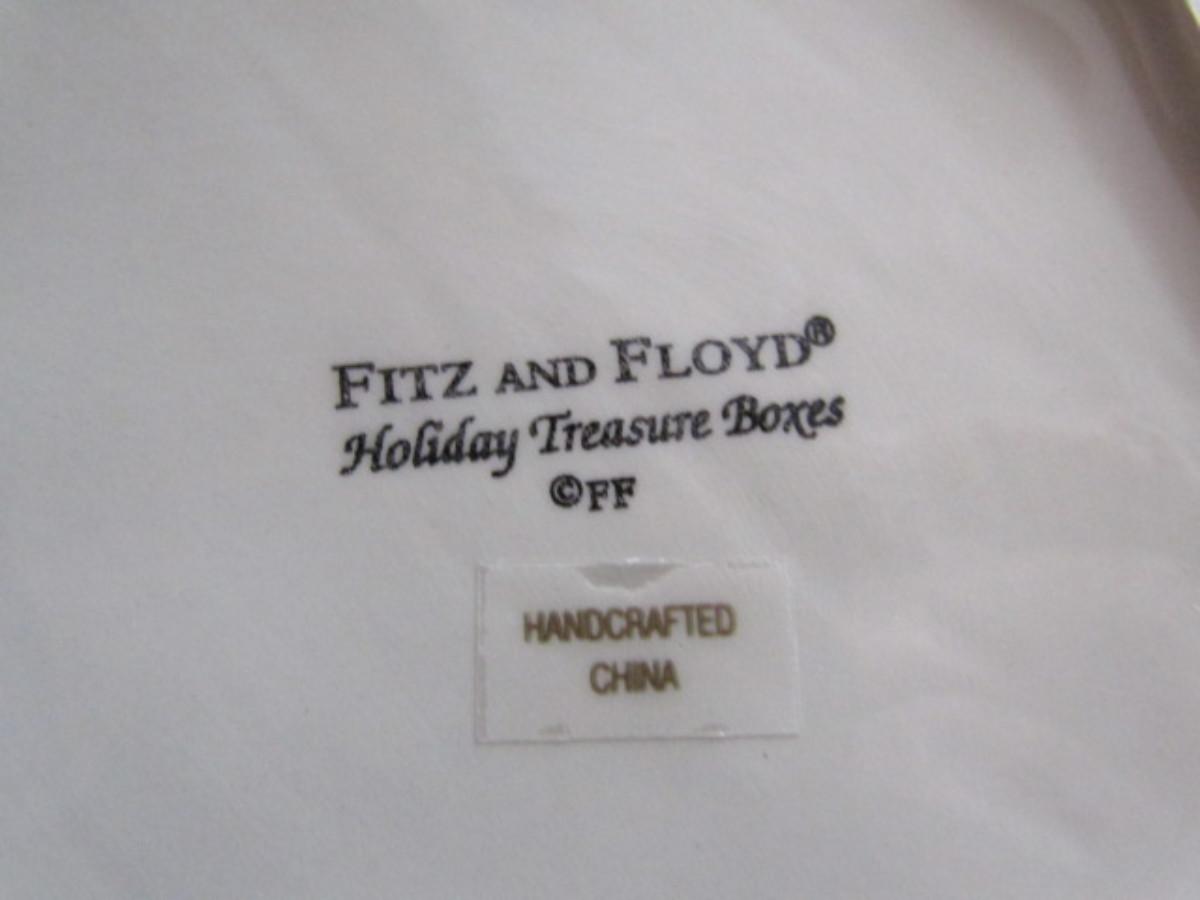 FITZ AND FLOYD®
Holiday Treasure Boxes
©FF
HANDCRAFTED
CHINA